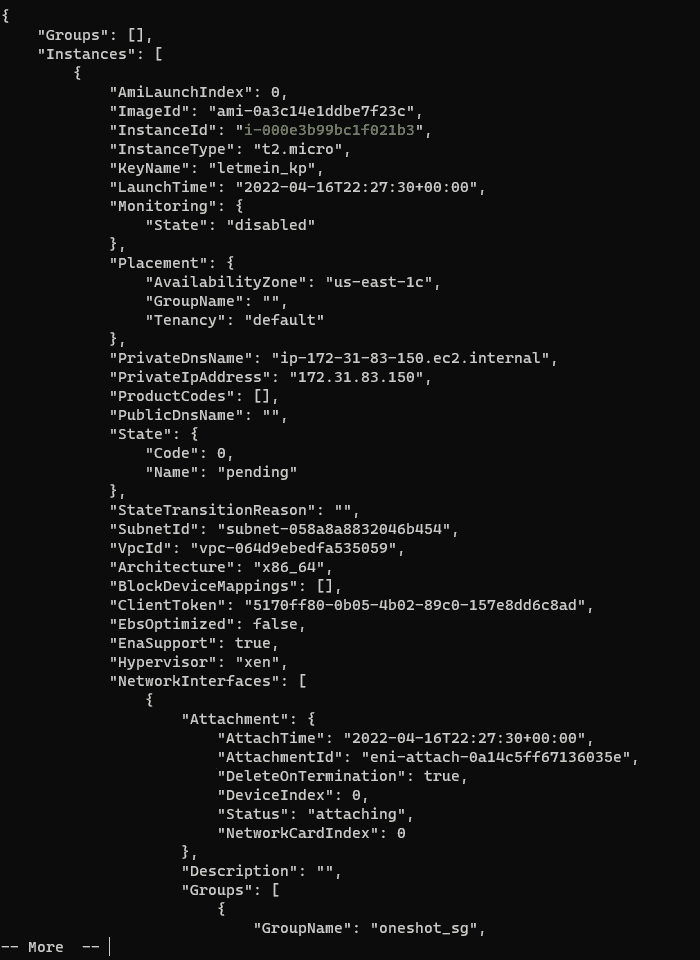 {
    "Groups": [],
    "Instances": [
        {
            "AmiLaunchIndex": 0,
            "ImageId": "ami-0a3c14e1ddbe7f23c",
            "InstanceId": "i-000e3b99bc1f021b3",
            "InstanceType": "t2.micro",
            "KeyName": "letmein_kp",
            "LaunchTime": "2022-04-16T22:27:30+00:00",
            "Monitoring": {
                "State": "disabled"
            },
            "Placement": {
                "AvailabilityZone": "us-east-1c",
                "GroupName": "",
                "Tenancy": "default"
            },
            "PrivateDnsName": "ip-172-31-83-150.ec2.internal",
            "PrivateIpAddress": "172.31.83.150",
            "ProductCodes": [],
            "PublicDnsName": "",
            "State": {
                "Code": 0,
                "Name": "pending"
            },
            "StateTransitionReason": "",
            "SubnetId": "subnet-058a8a8832046b454",
            "VpcId": "vpc-064d9ebedfa535059",
            "Architecture": "x86_64",
            "BlockDeviceMappings": [],
            "ClientToken": "5170ff80-0b05-4b02-89c0-157e8dd6c8ad",
            "EbsOptimized": false,
            "EnaSupport": true,
            "Hypervisor": "xen",
            "NetworkInterfaces": [
                {
                    "Attachment": {
                        "AttachTime": "2022-04-16T22:27:30+00:00",
                        "AttachmentId": "eni-attach-0a14c5ff67136035e",
                        "DeleteOnTermination": true,
                        "DeviceIndex": 0,
                        "Status": "attaching",
                        "NetworkCardIndex": 0
                    },
                    "Description": "",
                    "Groups": [
                        {
                            "GroupName": "oneshot_sg",
-- More  --